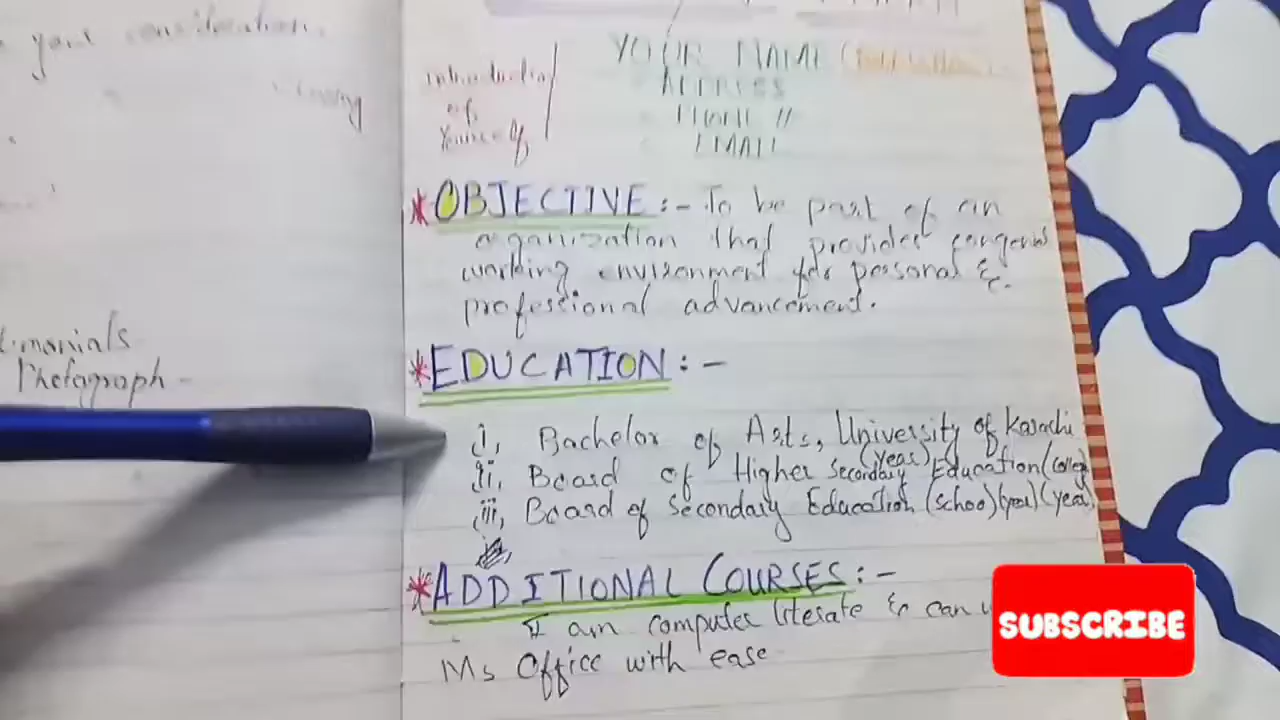 your consideration,
timonials
Photograph -
Introduction
of
Yourself
YOUR NAME
ADDRESS
PHONE #
EMAIL
*OBJECTIVE :- To be part of an
organization that provides congenial
working environment for personal &
professional advancement.
*EDUCATION :-
i, Bachelor of Arts, University of Karachi
(year)
ii, Board of Higher Secondary Education (College
iii, Board of Secondary Education (school) (year) (year)
*ADDITIONAL COURSES :-
I am computer literate & can
Ms Office with ease
SUBSCRIBE